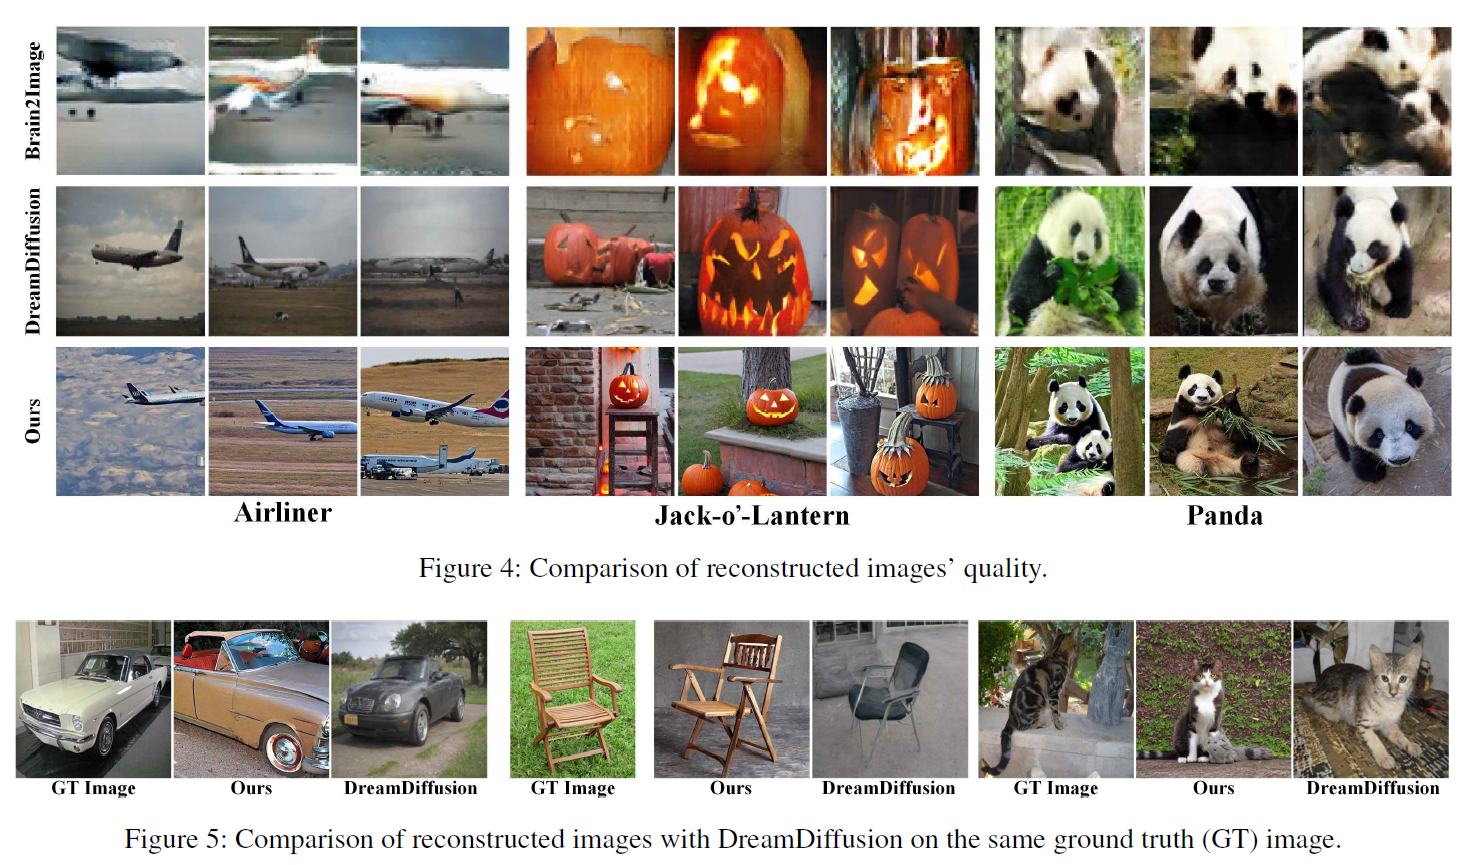 Brain2Image
DreamDiffusion
Ours
Airliner
Jack-o’-Lantern
Panda
Figure 4: Comparison of reconstructed images’ quality.
GT Image
Ours
DreamDiffusion
GT Image
Ours
DreamDiffusion
GT Image
Ours
DreamDiffusion
Figure 5: Comparison of reconstructed images with DreamDiffusion on the same ground truth (GT) image.